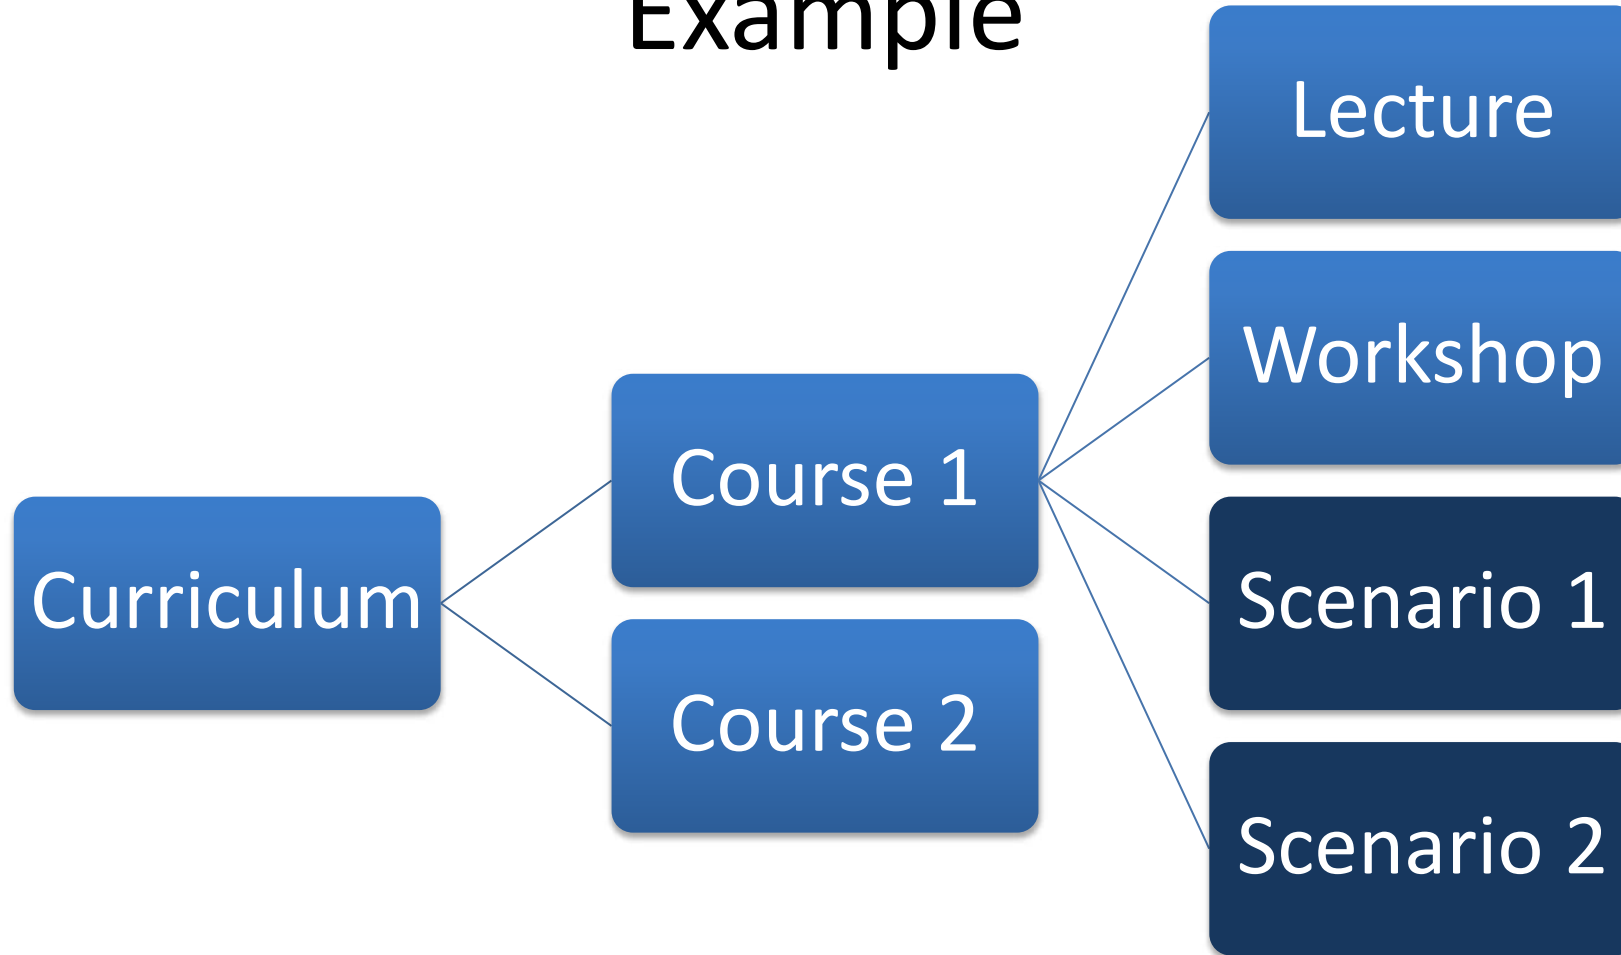 Example
Lecture
Workshop
Course 1
Scenario 1
Curriculum
Course 2
Scenario 2